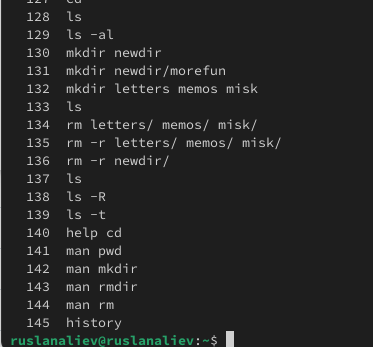 127 cd
128 ls
129 ls -al
130 mkdir newdir
131 mkdir newdir/morefun
132 mkdir letters memos misk
133 ls
134 rm letters/ memos/ misk/
135 rm -r letters/ memos/ misk/
136 rm -r newdir/
137 ls
138 ls -R
139 ls -t
140 help cd
141 man pwd
142 man mkdir
143 man rmdir
144 man rm
145 history
ruslanaliev@ruslanaliev:~$